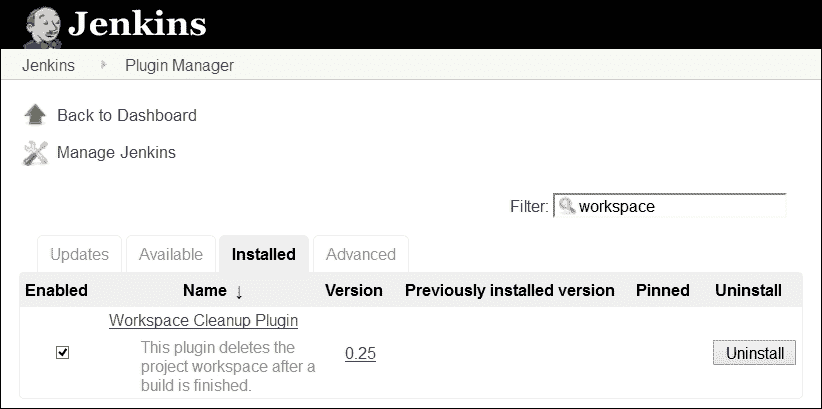 Jenkins
Jenkins Plugin Manager
Back to Dashboard
Manage Jenkins
Filter: workspace
Updates Available Installed Advanced
Enabled Name ↓ Version Previously installed version Pinned Uninstall
Workspace Cleanup Plugin
This plugin deletes the
project workspace after a
build is finished.
0.25
Uninstall